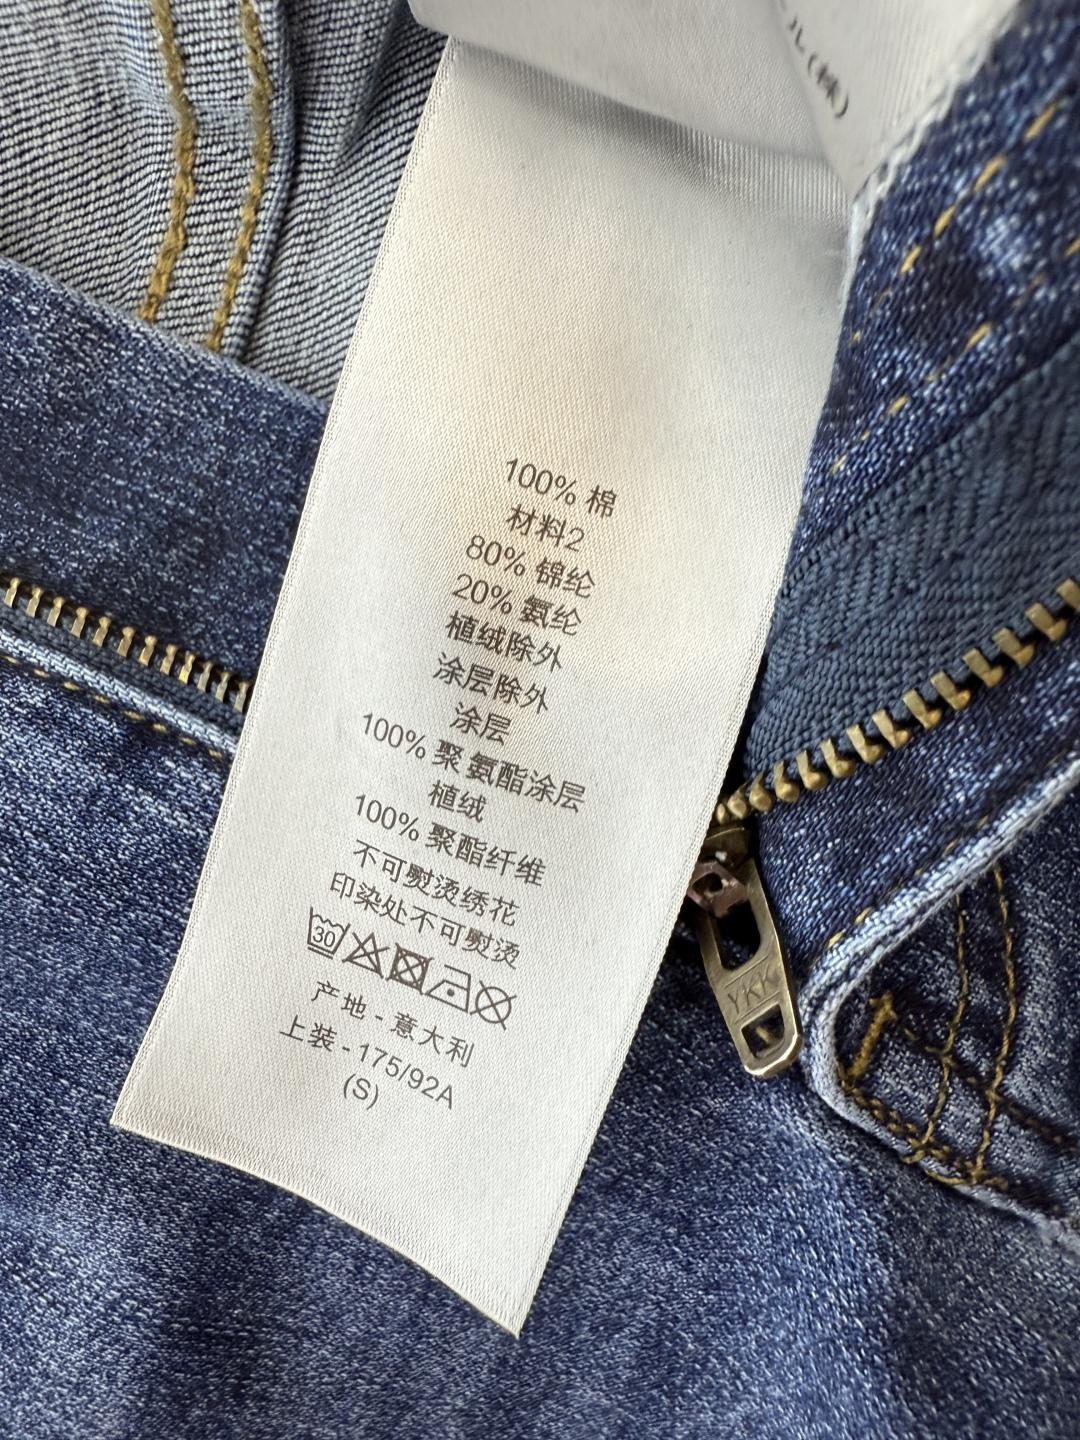 ル(株)
100% 棉
材料2
80% 锦纶
20% 氨纶
植绒除外
涂层除外
涂层
100% 聚氨酯涂层
植绒
100% 聚酯纤维
不可熨烫绣花
印染处不可熨烫
30
产地 - 意大利
上装 - 175/92A
(S)
YKK